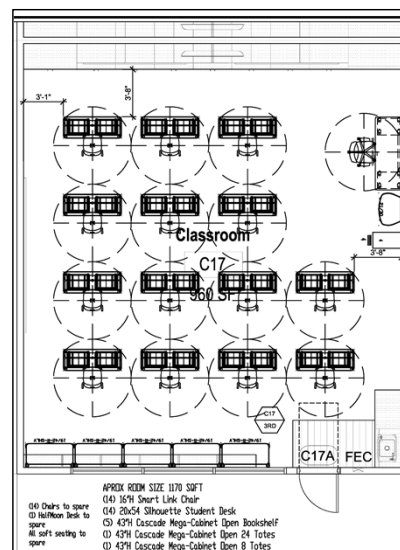 3'-1"
3'-8"
Classroom
C17
960 SF
3'-8"
C17
3RD
C17A
FEC
APROX ROOM SIZE 1170 SQFT
(14) 16"H Smart Link Chair
(14) 20x54 Silhouette Student Desk
(5) 43"H Cascade Mega-Cabinet Open Bookshelf
(1) 43"H Cascade Mega-Cabinet Open 24 Totes
(1) 43"H Cascade Mega-Cabinet Open 8 Totes
Chairs to spare
(1) HalfMoon Desk to
spare
All soft seating to
spare